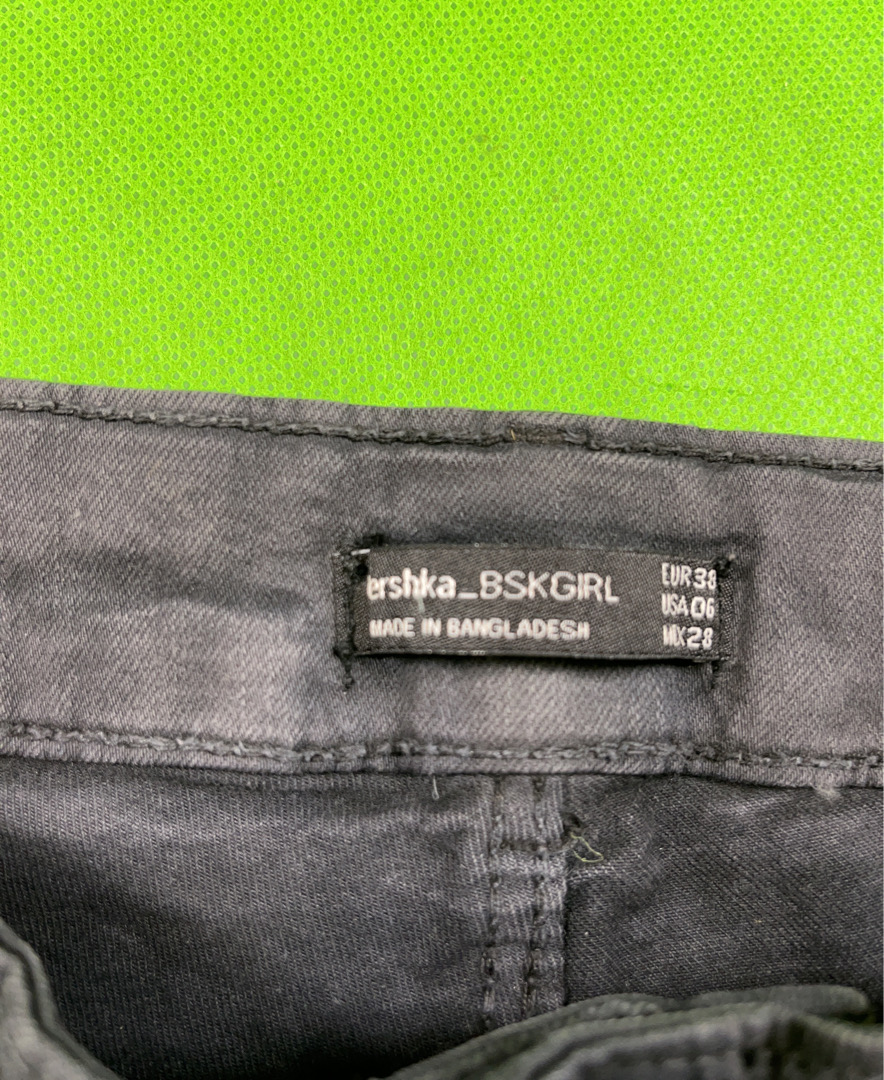 ershka_BSKGIRL
MADE IN BANGLADESH
EUR 38
USA 06
MX 28